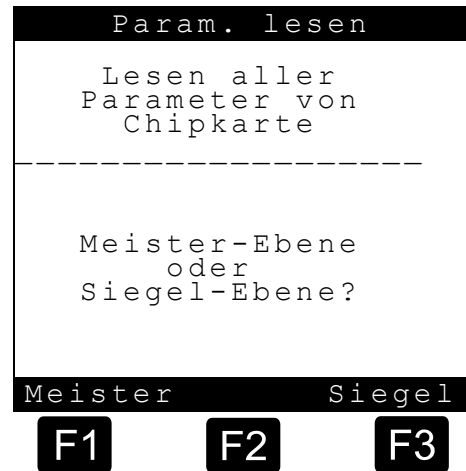 Param. lesen
Lesen aller
Parameter von
Chipkarte
Meister-Ebene
oder
Siegel-Ebene?
Meister Siegel
F1 F2 F3